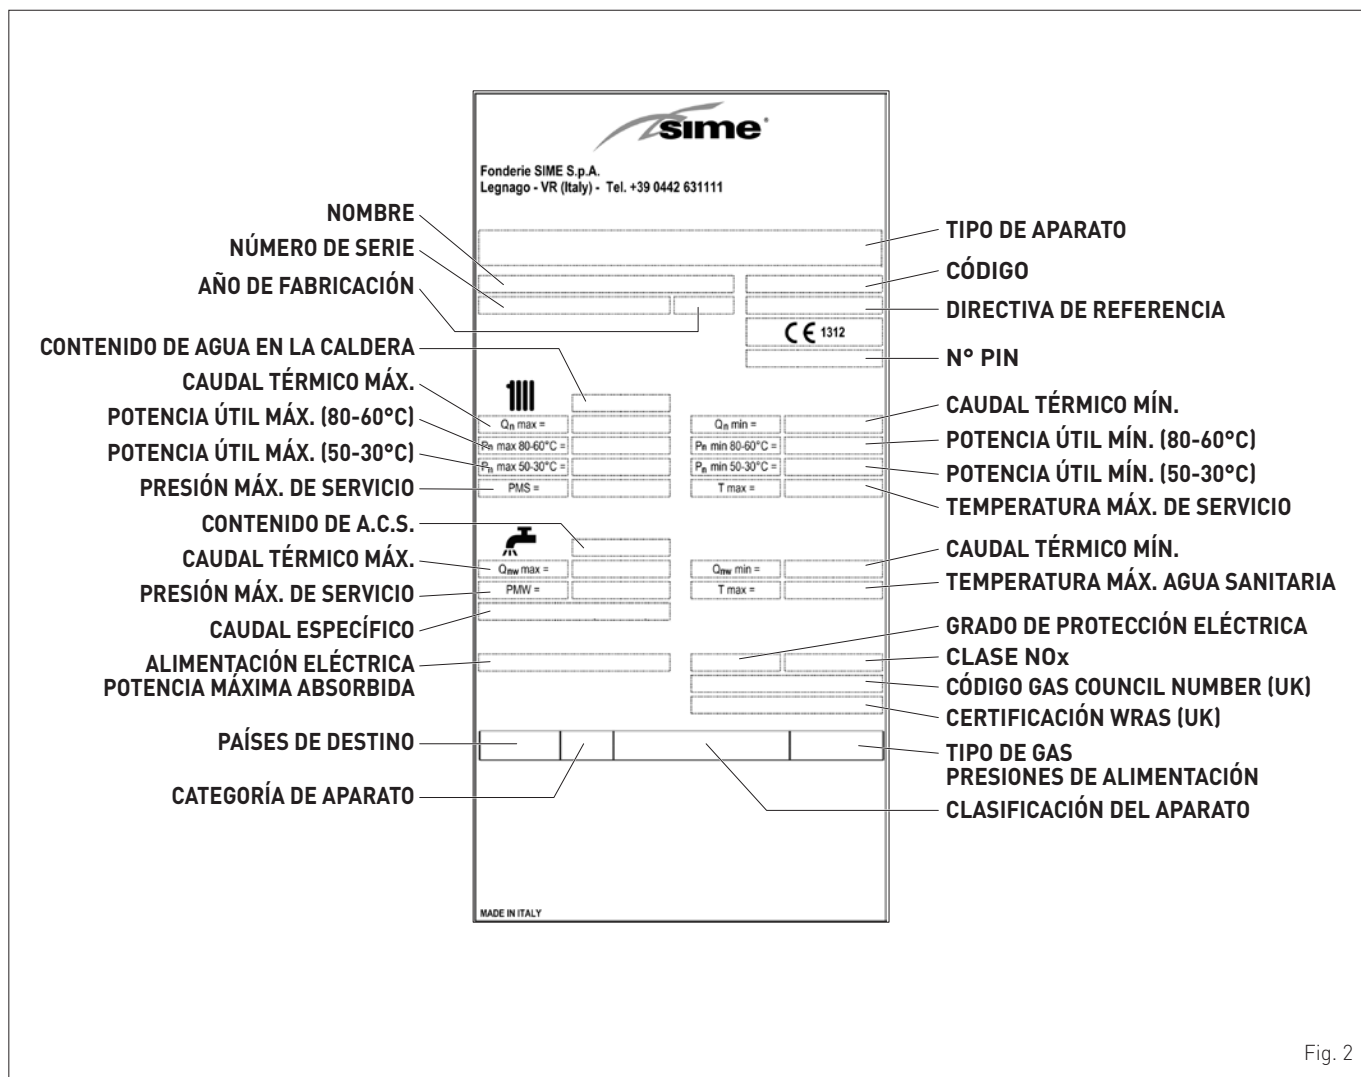 sime®
Fonderie SIME S.p.A.
Legnago - VR (Italy) - Tel. +39 0442 631111
NOMBRE
NÚMERO DE SERIE
AÑO DE FABRICACIÓN
TIPO DE APARATO
CÓDIGO
DIRECTIVA DE REFERENCIA
CE 1312
N° PIN
CONTENIDO DE AGUA EN LA CALDERA
CAUDAL TÉRMICO MÁX.
POTENCIA ÚTIL MÁX. (80-60°C)
POTENCIA ÚTIL MÁX. (50-30°C)
PRESIÓN MÁX. DE SERVICIO
Qn max =
Pn max 80-60°C =
Pn max 50-30°C =
PMS =
Qn min =
Pn min 80-60°C =
Pn min 50-30°C =
T max =
CAUDAL TÉRMICO MÍN.
POTENCIA ÚTIL MÍN. (80-60°C)
POTENCIA ÚTIL MÍN. (50-30°C)
TEMPERATURA MÁX. DE SERVICIO
CONTENIDO DE A.C.S.
CAUDAL TÉRMICO MÁX.
PRESIÓN MÁX. DE SERVICIO
CAUDAL ESPECÍFICO
Qnw max =
PMW =
Qnw min =
T max =
CAUDAL TÉRMICO MÍN.
TEMPERATURA MÁX. AGUA SANITARIA
ALIMENTACIÓN ELÉCTRICA
POTENCIA MÁXIMA ABSORBIDA
GRADO DE PROTECCIÓN ELÉCTRICA
CLASE NOx
CÓDIGO GAS COUNCIL NUMBER (UK)
CERTIFICACIÓN WRAS (UK)
PAÍSES DE DESTINO
CATEGORÍA DE APARATO
TIPO DE GAS
PRESIONES DE ALIMENTACIÓN
CLASIFICACIÓN DEL APARATO
MADE IN ITALY
Fig. 2